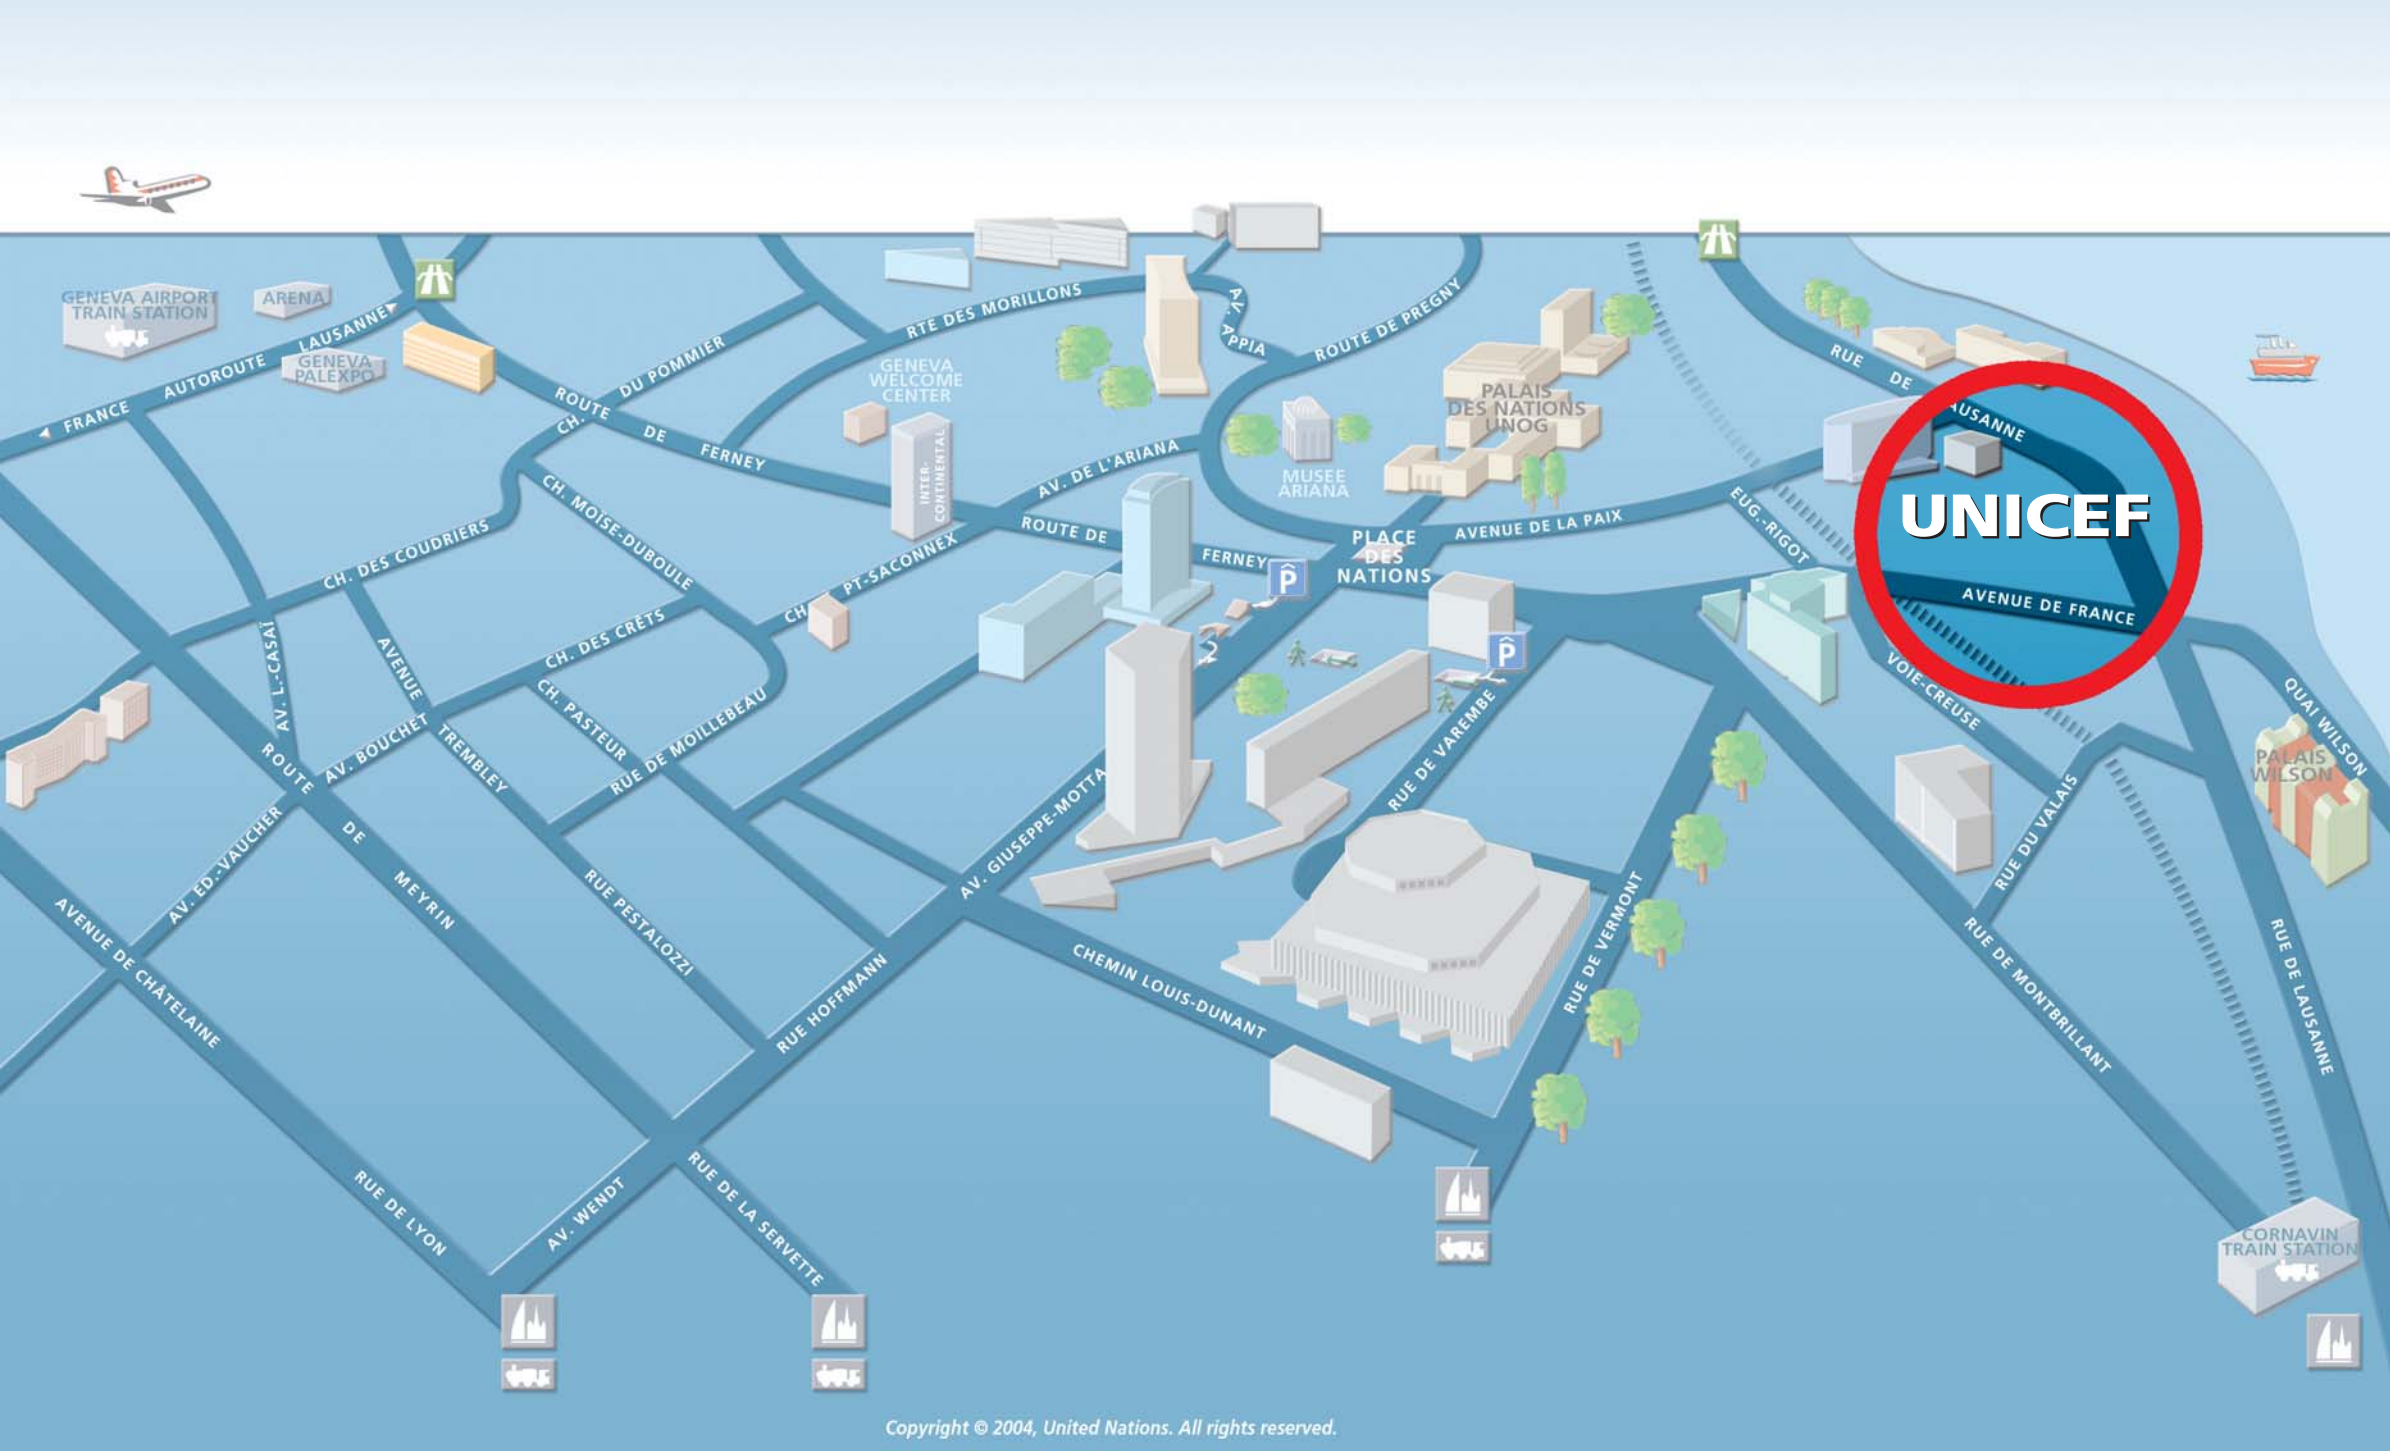 GENEVA AIRPORT
TRAIN STATION
ARENA
LAUSANNE
GENEVA
PALEXPO
AUTOROUTE
FRANCE
CH. DU POMMIER
ROUTE DE FERNEY
RTE DES MORILLONS
AV. APPIA
ROUTE DE PREGNY
GENEVA
WELCOME
CENTER
INTER-
CONTINENTAL
AV. DE L'ARIANA
MUSEE
ARIANA
PALAIS
DES NATIONS
UNOG
RUE DE LAUSANNE
UNICEF
EUG.-RIGOT
AVENUE DE LA PAIX
PLACE
DES
NATIONS
ROUTE DE FERNEY
P
P
AVENUE DE FRANCE
VOIE-CREUSE
QUAI WILSON
PALAIS
WILSON
CH. DES COUDRIERS
CH. MOÏSE-DUBOULE
CH. PT-SACONNEX
AV. L.-CASAÏ
AVENUE TREMBLEY
CH. DES CRÊTS
CH. PASTEUR
RUE DE MOILLEBEAU
AV. BOUCHET
ROUTE DE MEYRIN
AV. ED.-VAUCHER
AVENUE DE CHÂTELAINE
RUE PESTALOZZI
RUE HOFFMANN
AV. GIUSEPPE-MOTTA
RUE DE VAREMBE
CHEMIN LOUIS-DUNANT
RUE DE VERMONT
RUE DU VALAIS
RUE DE MONTBRILLANT
RUE DE LAUSANNE
RUE DE LYON
AV. WENDT
RUE DE LA SERVETTE
CORNAVIN
TRAIN STATION
Copyright © 2004, United Nations. All rights reserved.